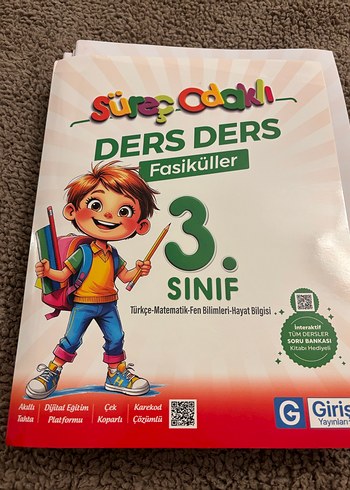 Süreç Odaklı
DERS DERS
Fasiküller
3.
SINIF
Türkçe-Matematik-Fen Bilimleri-Hayat Bilgisi
İnteraktif
TÜM DERSLER
SORU BANKASI
Kitabı Hediyeli
Akıllı Tahta
Dijital Eğitim Platformu
Çek Koparlı
Karekod Çözümlü
G Giriş
Yayınları